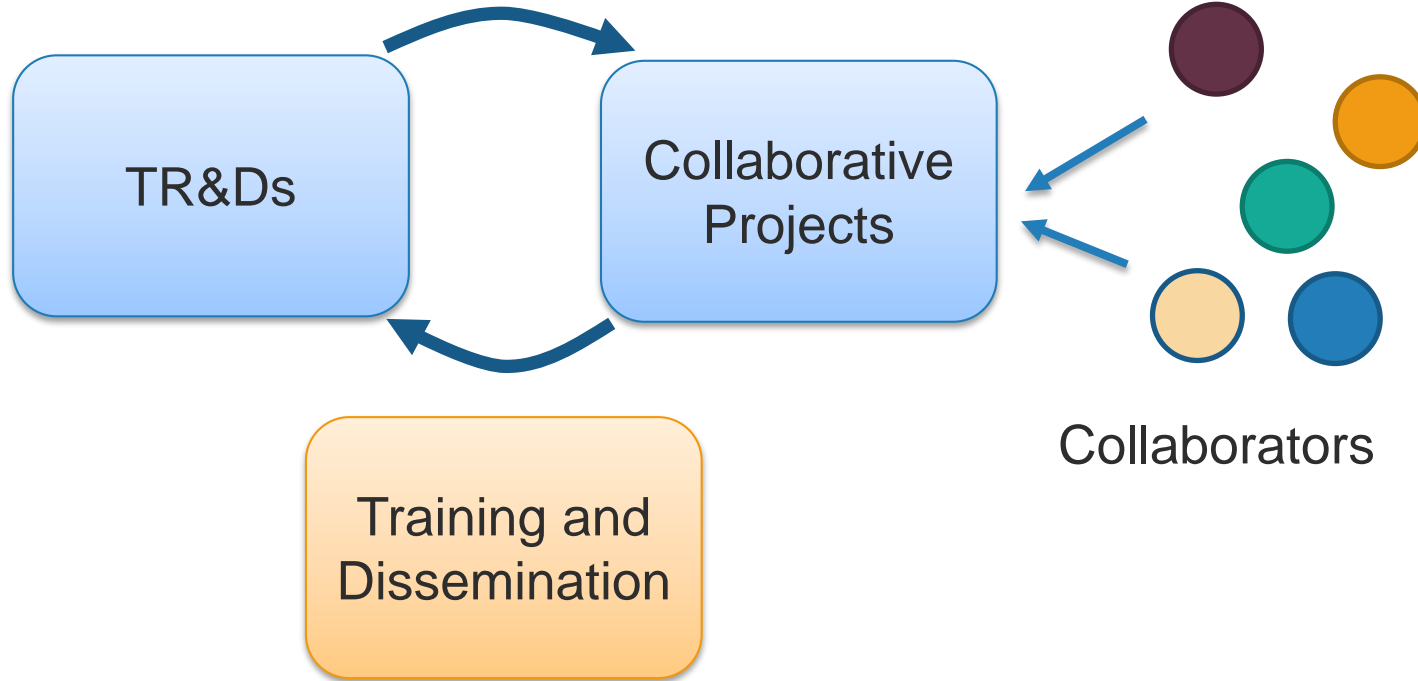 TR&Ds
Collaborative
Projects
Collaborators
Training and
Dissemination